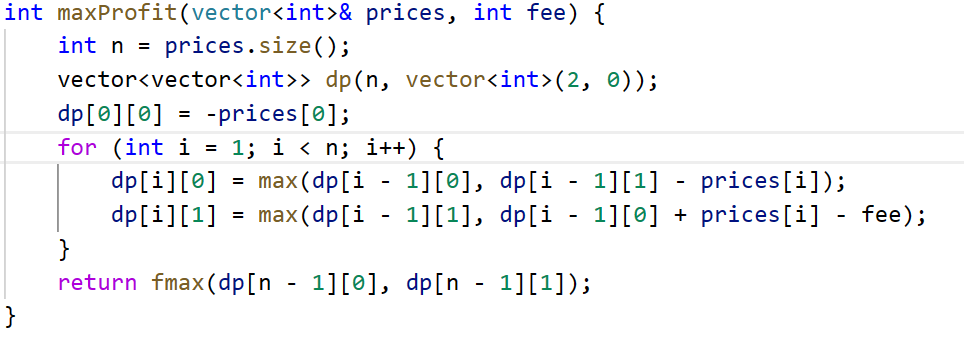 int maxProfit(vector<int>& prices, int fee) {
    int n = prices.size();
    vector<vector<int>> dp(n, vector<int>(2, 0));
    dp[0][0] = -prices[0];
    for (int i = 1; i < n; i++) {
        dp[i][0] = max(dp[i - 1][0], dp[i - 1][1] - prices[i]);
        dp[i][1] = max(dp[i - 1][1], dp[i - 1][0] + prices[i] - fee);
    }
    return fmax(dp[n - 1][0], dp[n - 1][1]);
}